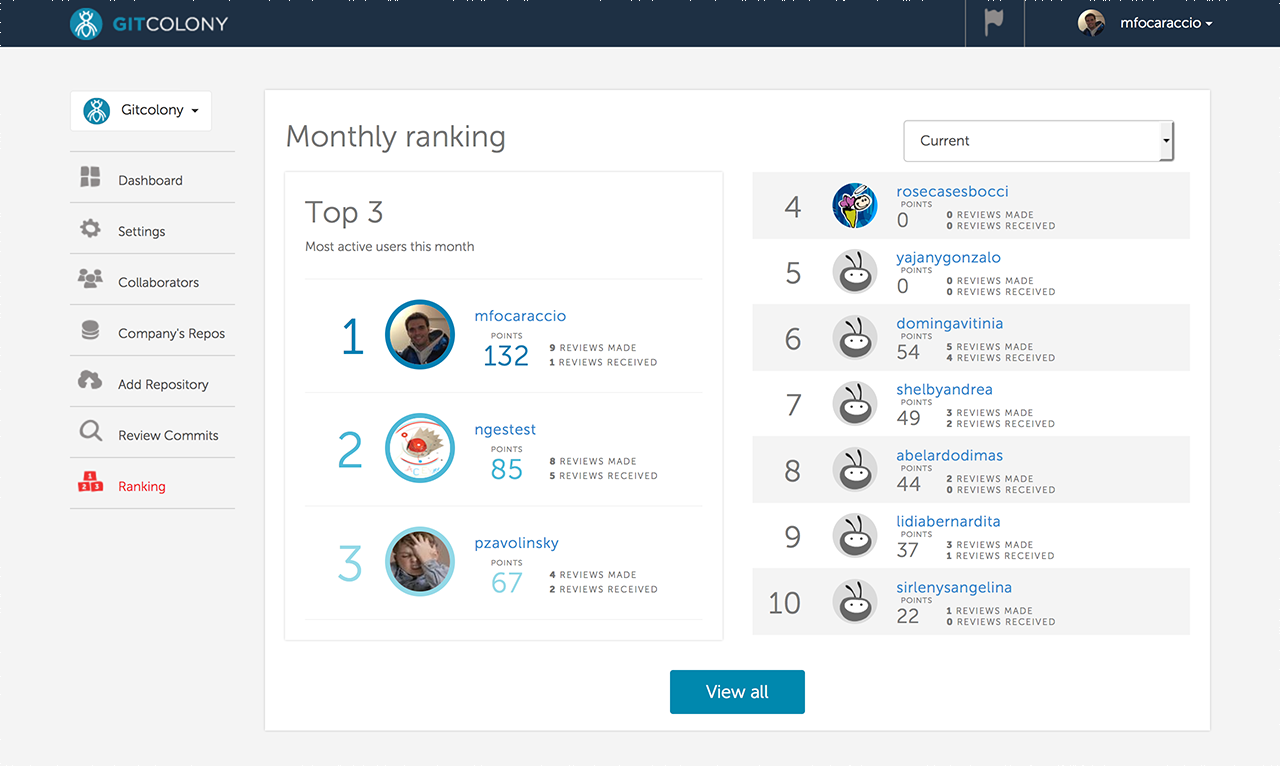 GITCOLONY
mfocaraccio
Gitcolony
Dashboard
Settings
Collaborators
Company's Repos
Add Repository
Review Commits
Ranking
Monthly ranking
Current
Top 3
Most active users this month
1
mfocaraccio
POINTS
132
9 REVIEWS MADE
1 REVIEWS RECEIVED
2
ngestest
POINTS
85
8 REVIEWS MADE
5 REVIEWS RECEIVED
3
pzavolinsky
POINTS
67
4 REVIEWS MADE
2 REVIEWS RECEIVED
4
rosecasesbocci
POINTS
0
0 REVIEWS MADE
0 REVIEWS RECEIVED
5
yajanygonzalo
POINTS
0
0 REVIEWS MADE
0 REVIEWS RECEIVED
6
domingavitinia
POINTS
54
5 REVIEWS MADE
4 REVIEWS RECEIVED
7
shelbyandrea
POINTS
49
3 REVIEWS MADE
2 REVIEWS RECEIVED
8
abelardodimas
POINTS
44
2 REVIEWS MADE
0 REVIEWS RECEIVED
9
lidiabernardita
POINTS
37
3 REVIEWS MADE
1 REVIEWS RECEIVED
10
sirlenysangelina
POINTS
22
1 REVIEWS MADE
0 REVIEWS RECEIVED
View all